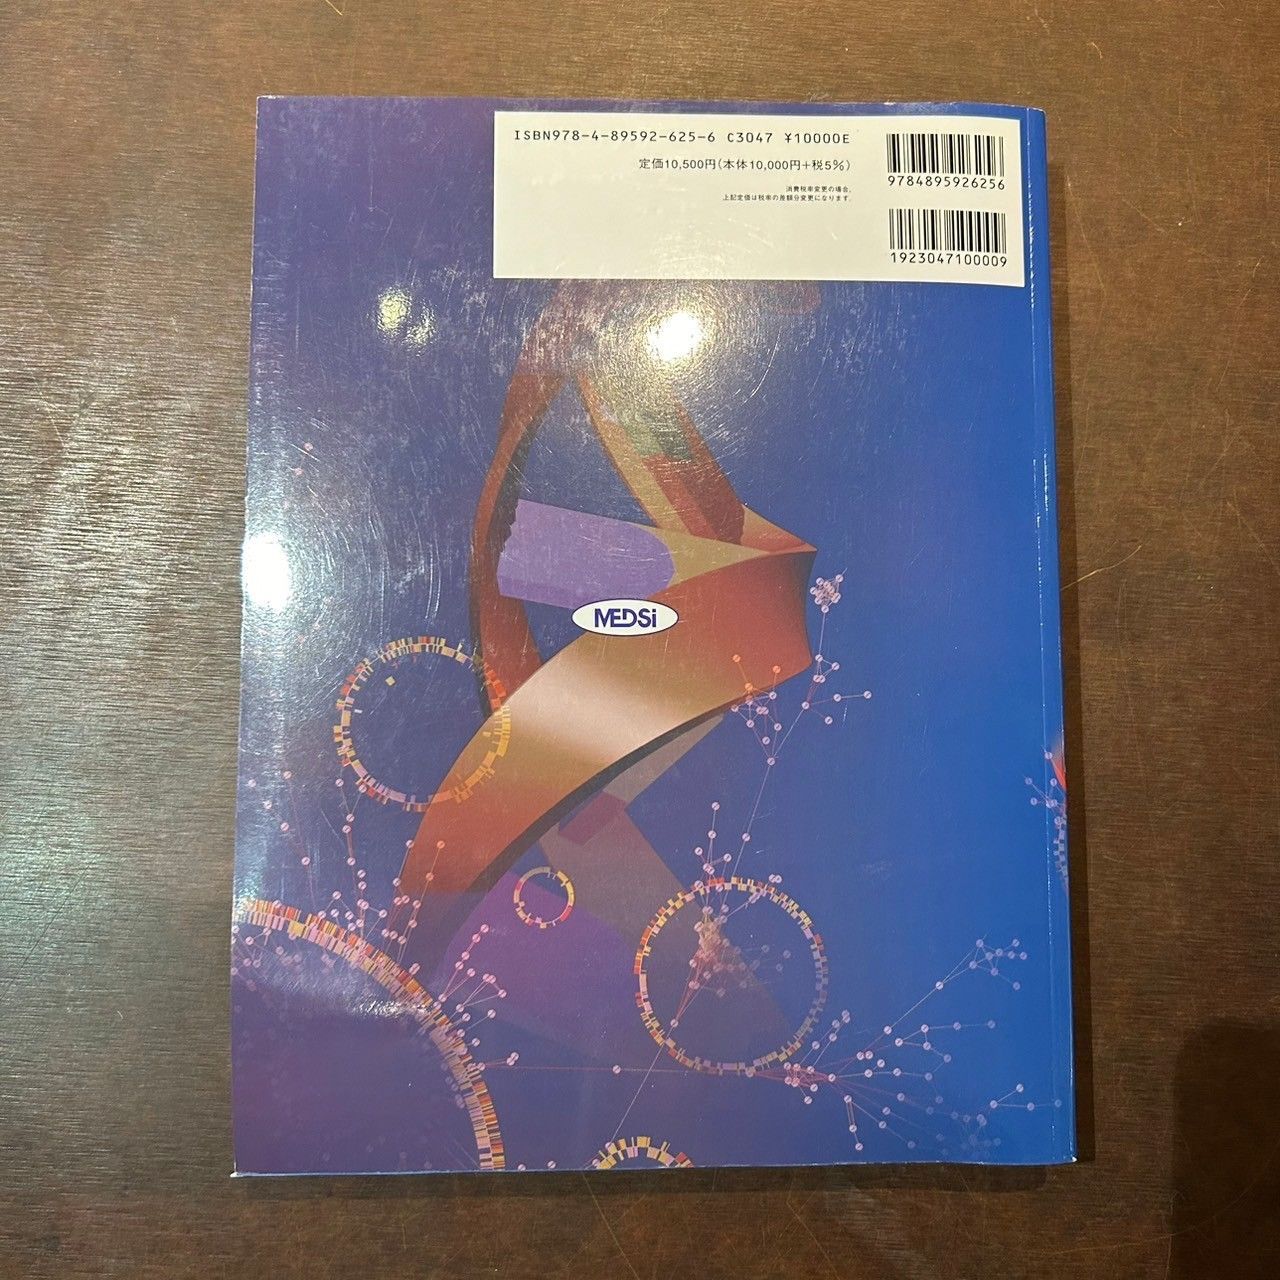 ISBN978-4-89592-625-6 C3047 ¥10000E
定価10,500円(本体10,000円+税5%)
消費税率変更の場合、
上記定価は税率の差額分変更になります。
9784895926256
1923047100009
MEDSi